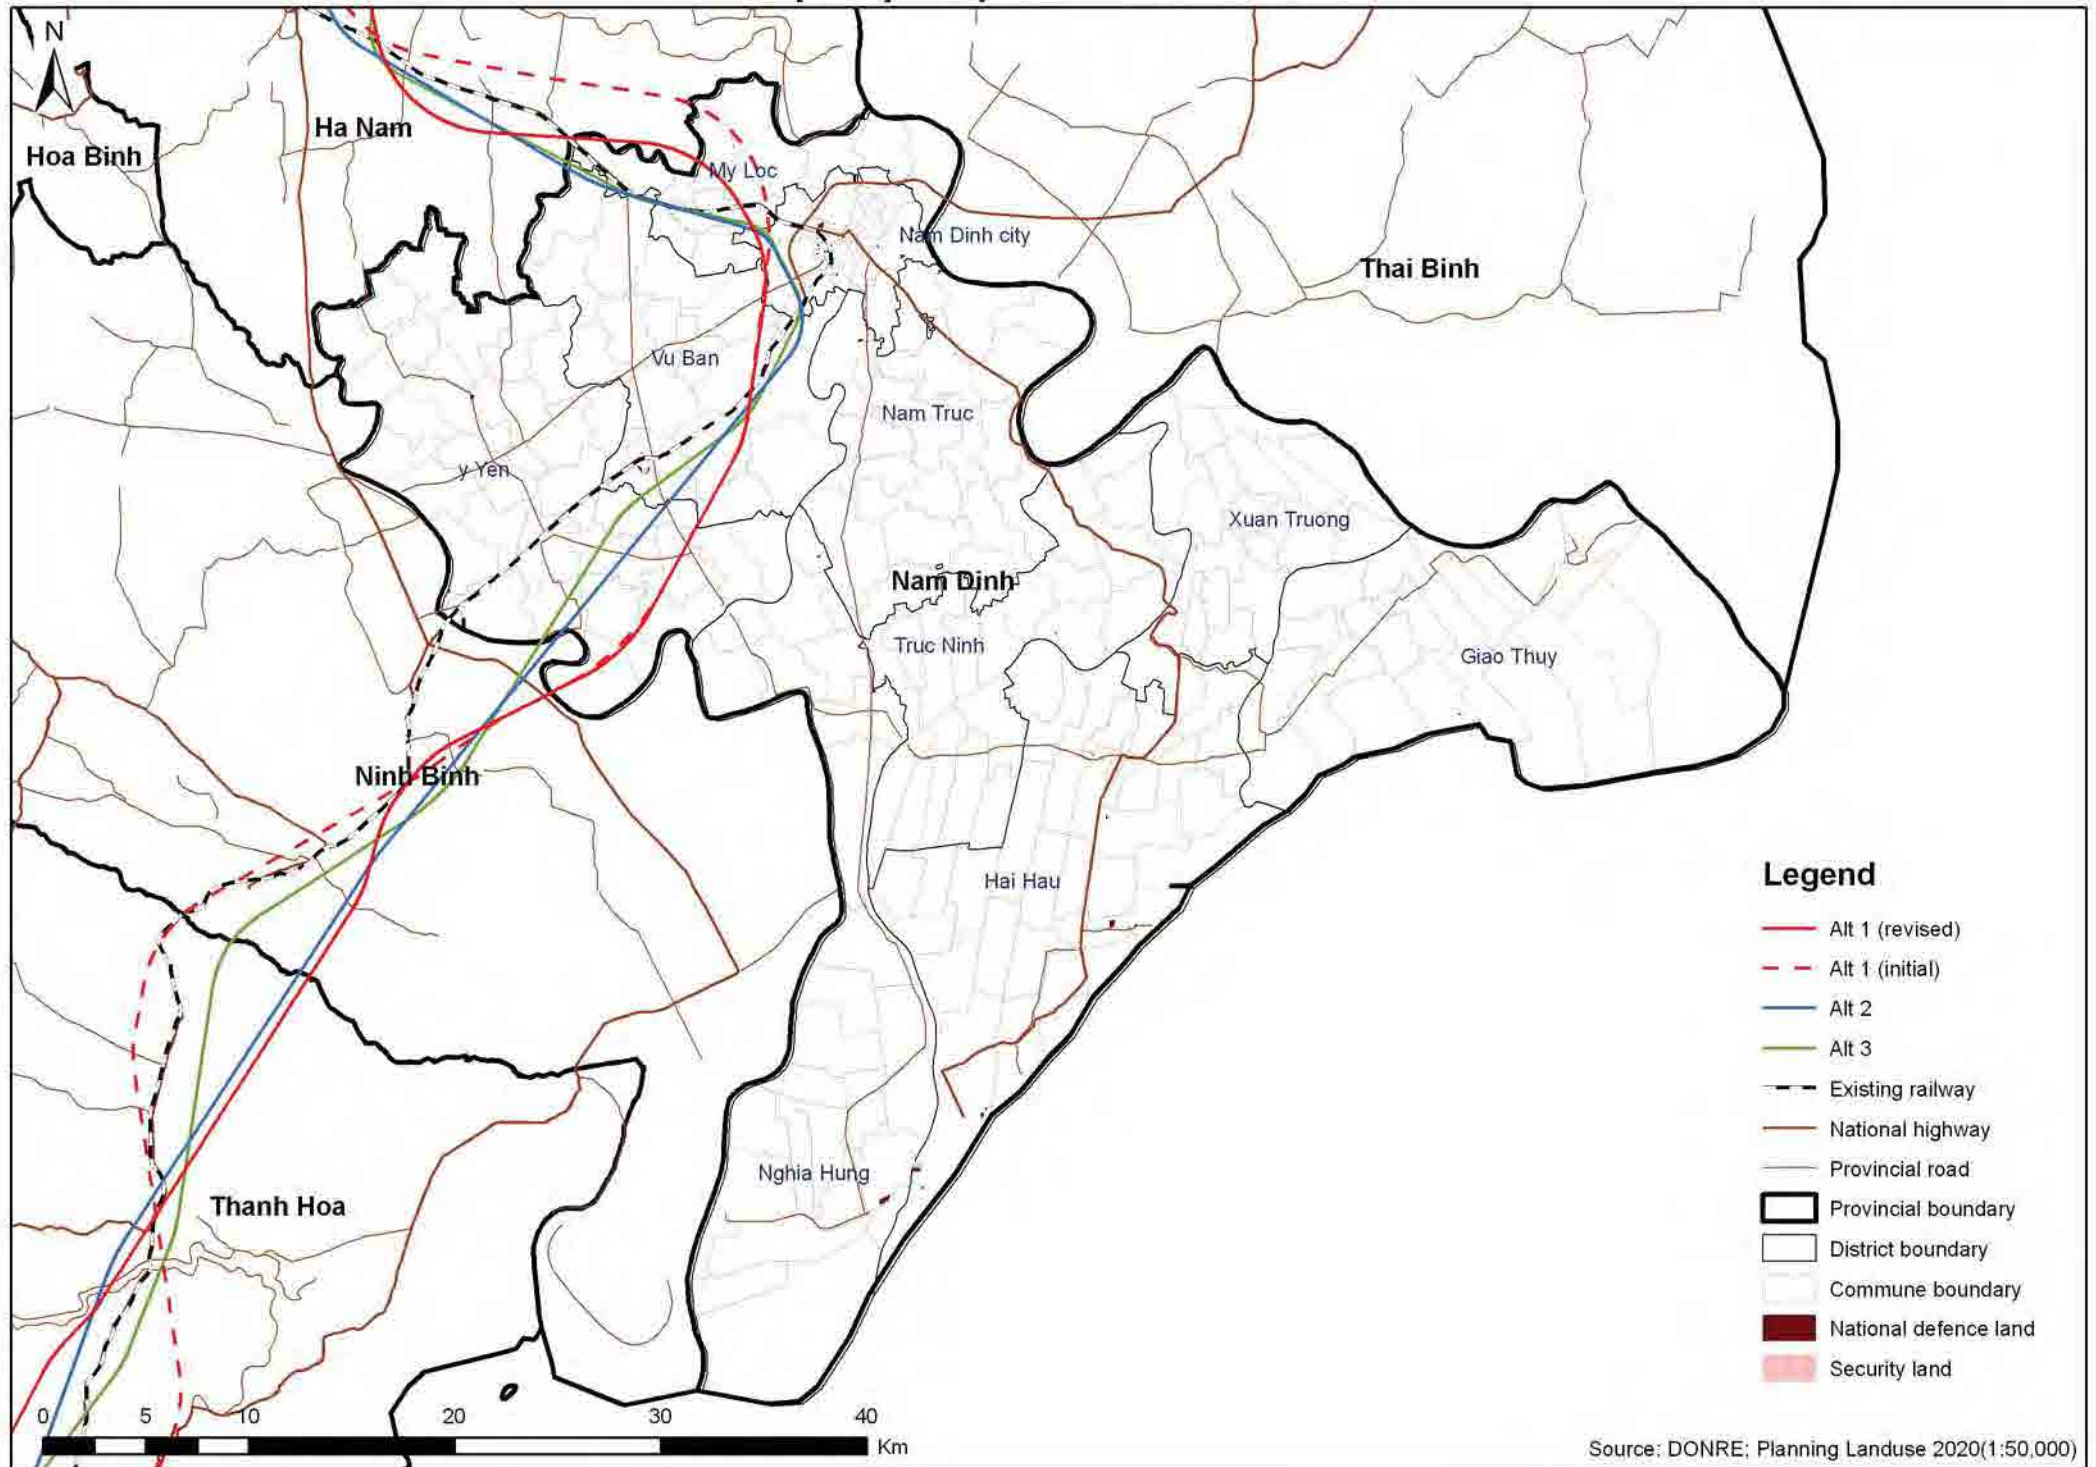 N
Ha Nam
Hoa Binh
My Loc
Nam Dinh city
Thai Binh
Vu Ban
Nam Truc
y Yen
Xuan Truong
Nam Dinh
Truc Ninh
Giao Thuy
Ninh Binh
Hai Hau
Nghia Hung
Thanh Hoa
Legend
Alt 1 (revised)
Alt 1 (initial)
Alt 2
Alt 3
Existing railway
National highway
Provincial road
Provincial boundary
District boundary
Commune boundary
National defence land
Security land
0 5 10 20 30 40
Km
Source: DONRE; Planning Landuse 2020(1:50,000)